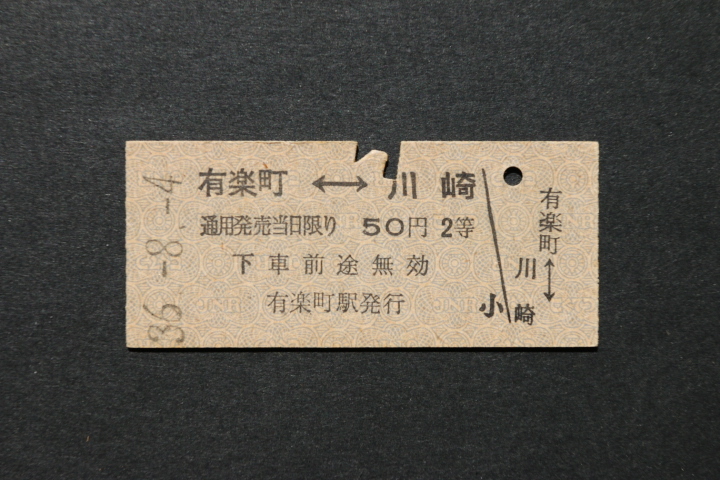 36.-8.-4
有楽町 ↔ 川崎
通用発売当日限り 50円 2等
下車前途無効
有楽町駅発行
小
有楽町
↔
川崎